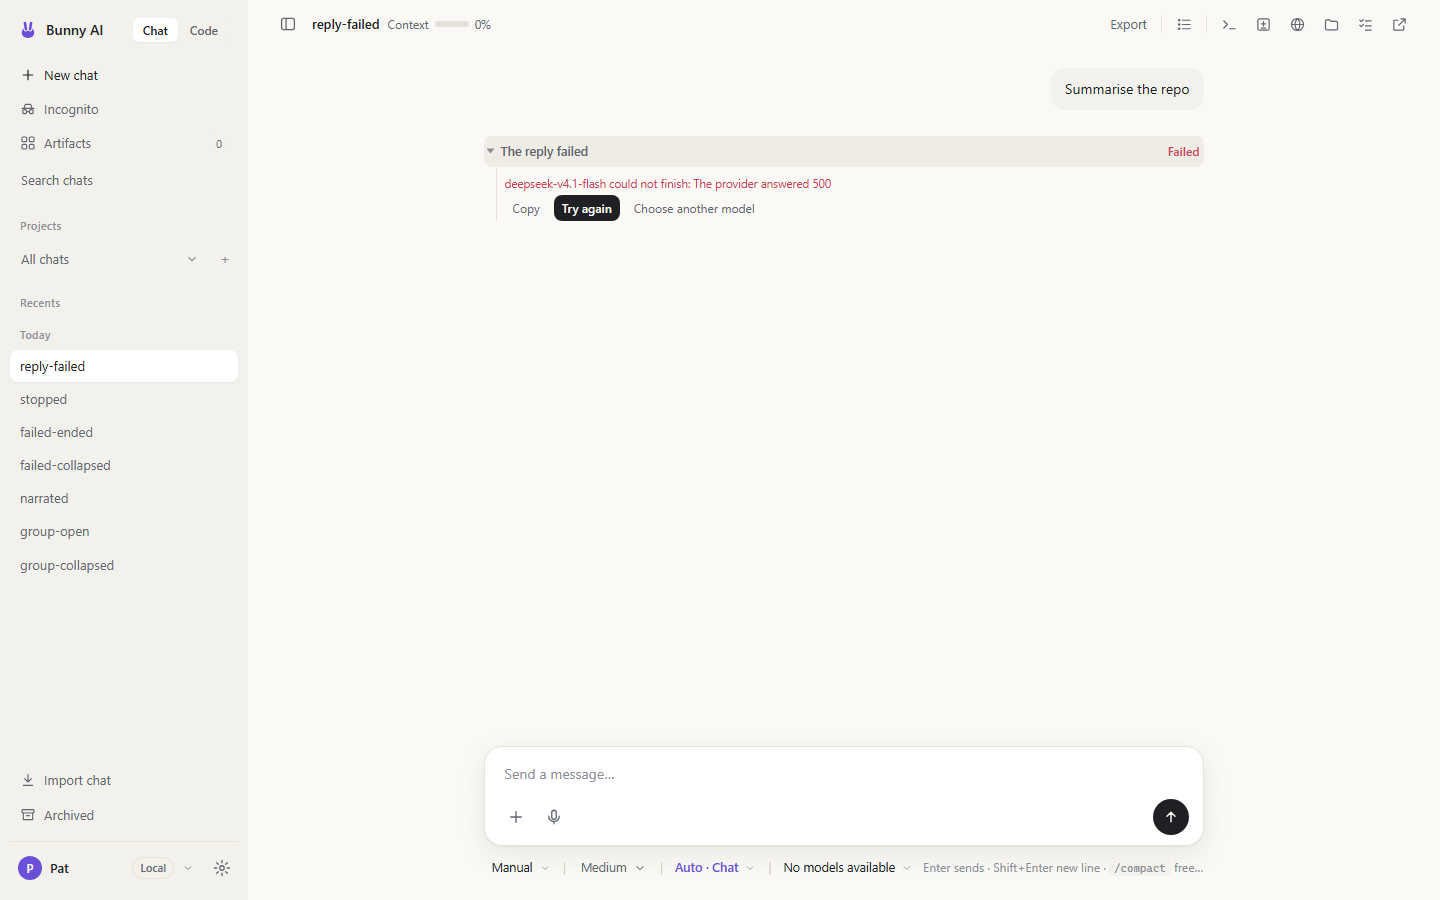 Bunny AI
Chat
Code
New chat
Incognito
Artifacts 0
Search chats
Projects
All chats +
Recents
Today
reply-failed
stopped
failed-ended
failed-collapsed
narrated
group-open
group-collapsed
Import chat
Archived
P Pat Local
reply-failed Context 0% Export
Summarise the repo
The reply failed Failed
deepseek-v4.1-flash could not finish: The provider answered 500
Copy Try again Choose another model
Send a message...
Manual Medium Auto · Chat No models available Enter sends · Shift+Enter new line · /compact free...